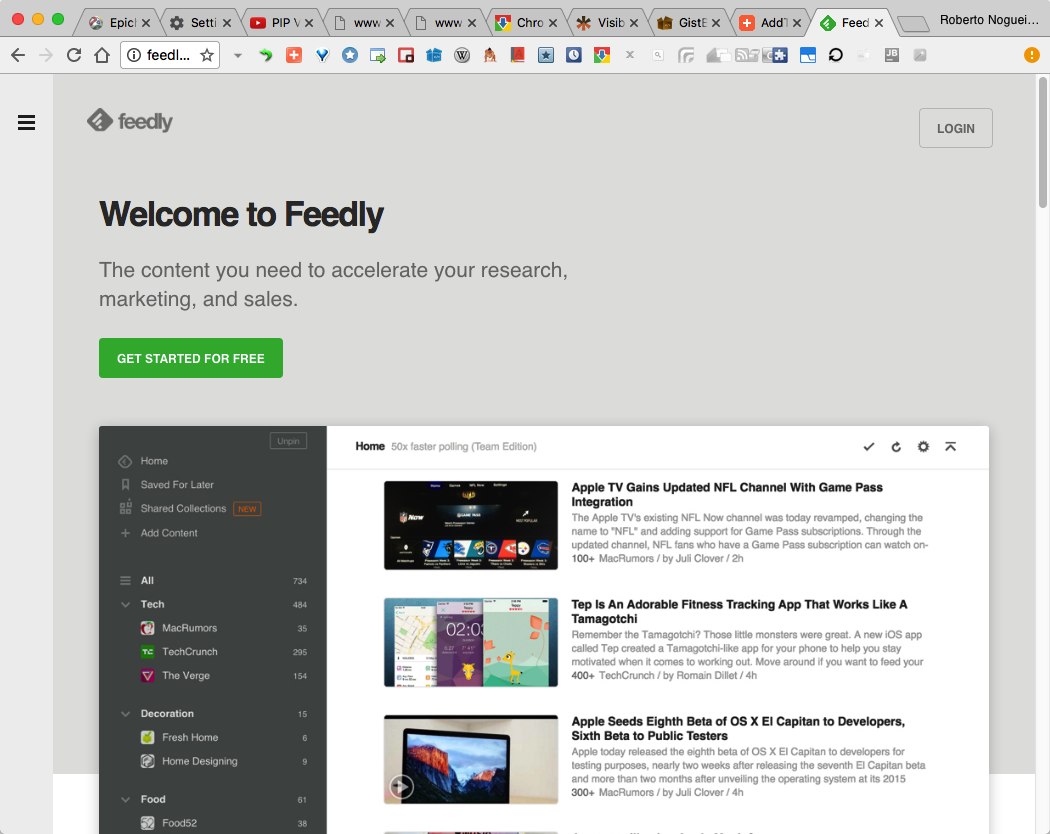 Epicl
Setti
PIP V
www
www
Chro
Visib
GistE
AddT
Feed
Roberto Noguei...
feedl...
feedly
LOGIN
Welcome to Feedly
The content you need to accelerate your research,
marketing, and sales.
GET STARTED FOR FREE
Unpin
Home
Saved For Later
Shared Collections NEW
Add Content
All 734
Tech 484
MacRumors 35
TechCrunch 295
The Verge 154
Decoration 15
Fresh Home 6
Home Designing 9
Food 61
Food52 38
Home 50x faster polling (Team Edition)
Apple TV Gains Updated NFL Channel With Game Pass
Integration
The Apple TV's existing NFL Now channel was today revamped, changing the
name to "NFL" and adding support for Game Pass subscriptions. Through the
updated channel, NFL fans who have a Game Pass subscription can watch on-
100+ MacRumors / by Juli Clover / 2h
Tep Is An Adorable Fitness Tracking App That Works Like A
Tamagotchi
Remember the Tamagotchi? Those little monsters were great. A new iOS app
called Tep created a Tamagotchi-like app for your phone to help you stay
motivated when it comes to working out. Move around if you want to feed your
400+ TechCrunch / by Romain Dillet / 4h
02:03
Apple Seeds Eighth Beta of OS X El Capitan to Developers,
Sixth Beta to Public Testers
Apple today released the eighth beta of OS X El Capitan to developers for
testing purposes, nearly two weeks after releasing the seventh El Capitan beta
and more than two months after unveiling the operating system at its 2015
300+ MacRumors / by Juli Clover / 4h